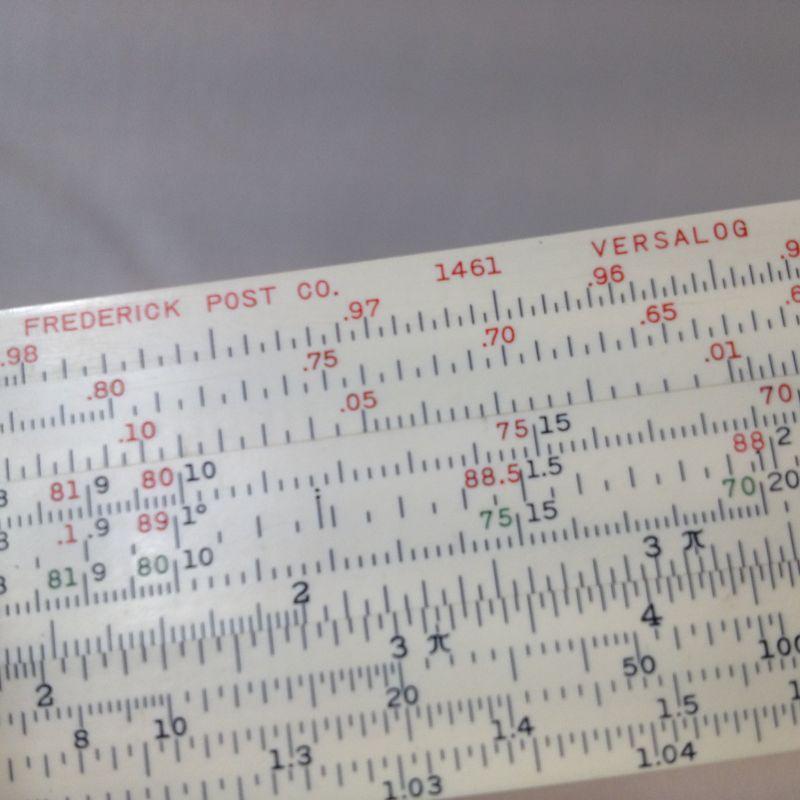 FREDERICK POST CO. 1461 VERSALOG
.98 .97 .96 .9
.80 .75 .70 .65 .6
.10 .05 .01
81 9 80 10 75 15 70
.1 .9 89 1° 88.5 1.5 88 2
81 9 80 10 75 15 70 20
2 3 π
2 3 π 4
8 10 20 50 100
1.3 1.4 1.5
1.03 1.04